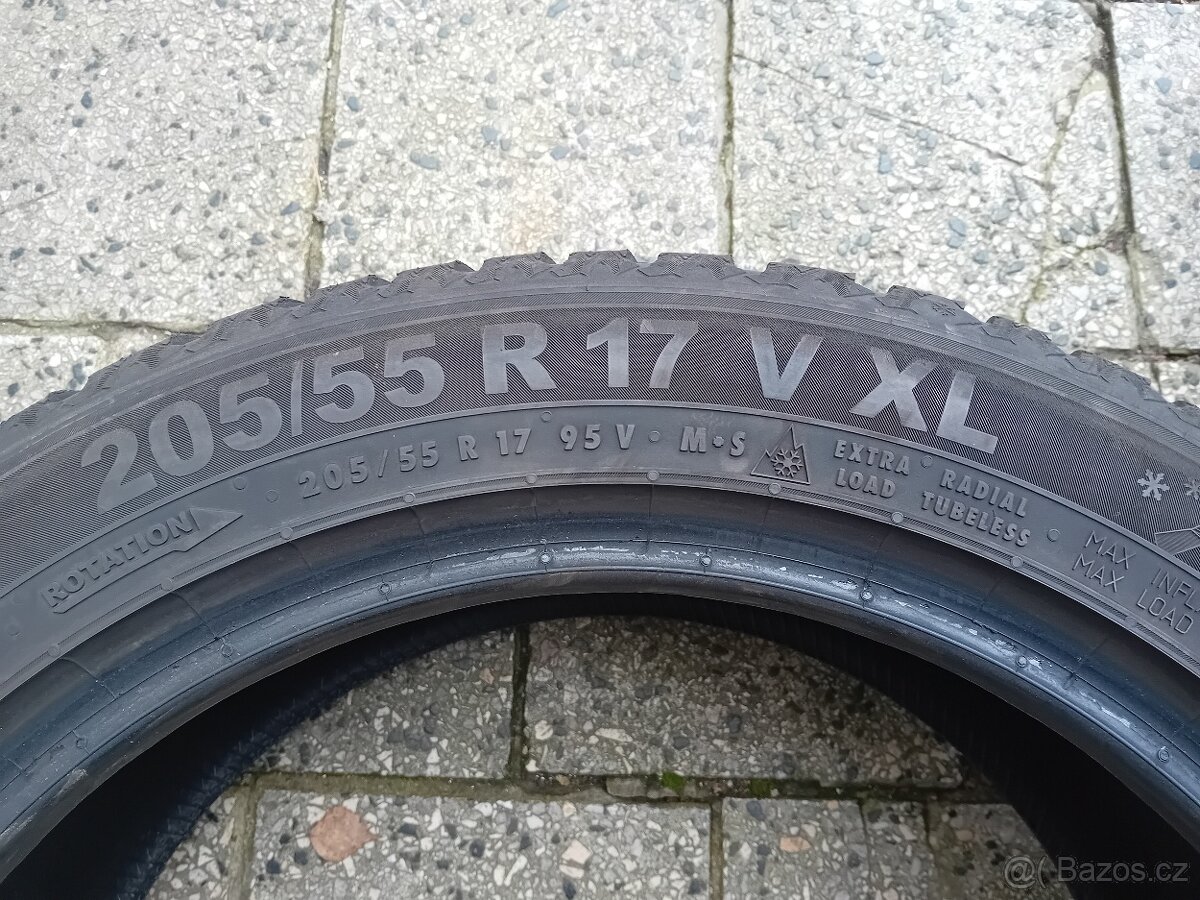 205/55 R 17 V XL
ROTATION
205/55 R 17 95 V M•S
EXTRA LOAD
RADIAL TUBELESS
MAX INFL
MAX LOAD
@ Bazos.cz